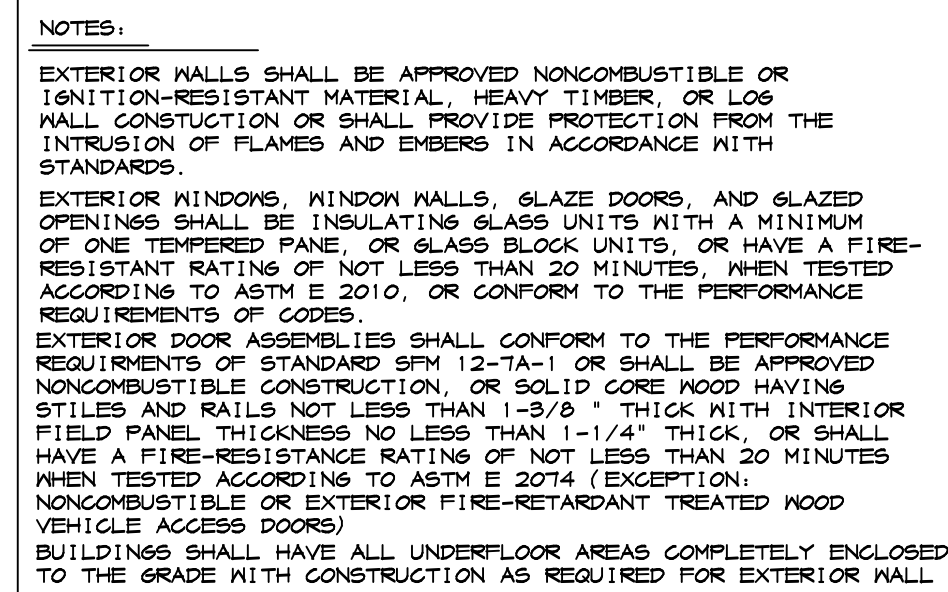 NOTES:
EXTERIOR WALLS SHALL BE APPROVED NONCOMBUSTIBLE OR
IGNITION-RESISTANT MATERIAL, HEAVY TIMBER, OR LOG
WALL CONSTUCTION OR SHALL PROVIDE PROTECTION FROM THE
INTRUSION OF FLAMES AND EMBERS IN ACCORDANCE WITH
STANDARDS.
EXTERIOR WINDOWS, WINDOW WALLS, GLAZE DOORS, AND GLAZED
OPENINGS SHALL BE INSULATING GLASS UNITS WITH A MINIMUM
OF ONE TEMPERED PANE, OR GLASS BLOCK UNITS, OR HAVE A FIRE-
RESISTANT RATING OF NOT LESS THAN 20 MINUTES, WHEN TESTED
ACCORDING TO ASTM E 2010, OR CONFORM TO THE PERFORMANCE
REQUIREMENTS OF CODES.
EXTERIOR DOOR ASSEMBLIES SHALL CONFORM TO THE PERFORMANCE
REQUIRMENTS OF STANDARD SFM 12-7A-1 OR SHALL BE APPROVED
NONCOMBUSTIBLE CONSTRUCTION, OR SOLID CORE WOOD HAVING
STILES AND RAILS NOT LESS THAN 1-3/8 " THICK WITH INTERIOR
FIELD PANEL THICKNESS NO LESS THAN 1-1/4" THICK, OR SHALL
HAVE A FIRE-RESISTANCE RATING OF NOT LESS THAN 20 MINUTES
WHEN TESTED ACCORDING TO ASTM E 2074 (EXCEPTION:
NONCOMBUSTIBLE OR EXTERIOR FIRE-RETARDANT TREATED WOOD
VEHICLE ACCESS DOORS)
BUILDINGS SHALL HAVE ALL UNDERFLOOR AREAS COMPLETELY ENCLOSED
TO THE GRADE WITH CONSTRUCTION AS REQUIRED FOR EXTERIOR WALL